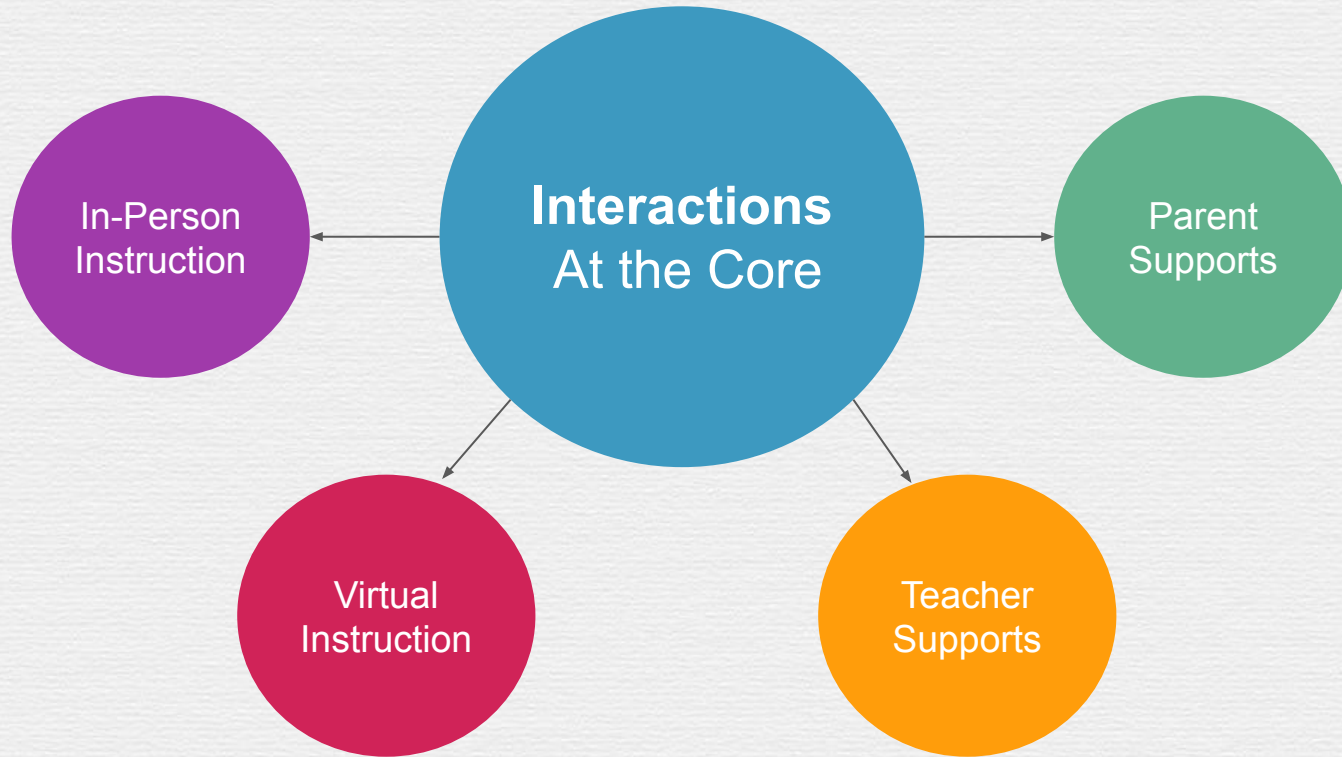 Interactions
At the Core
In-Person
Instruction
Parent
Supports
Virtual
Instruction
Teacher
Supports